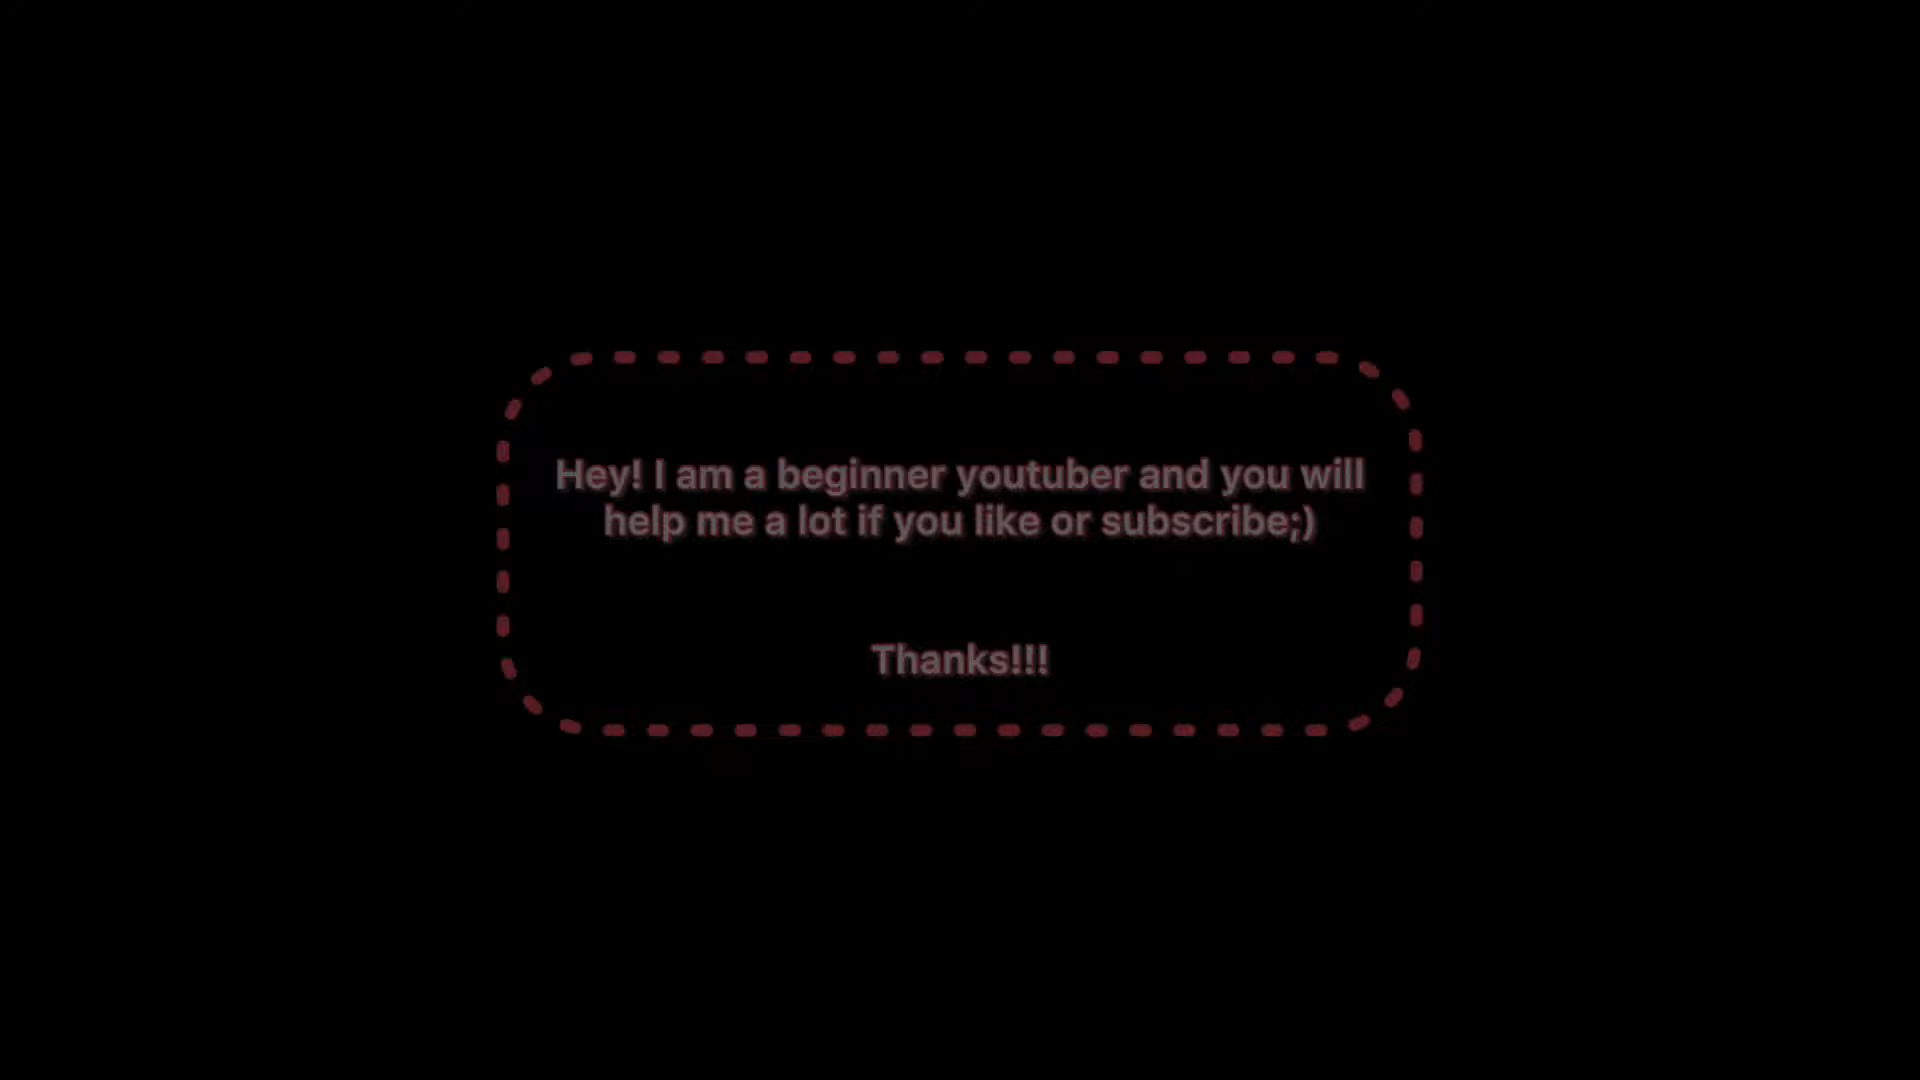 Hey! I am a beginner youtuber and you will
help me a lot if you like or subscribe;)
Thanks!!!